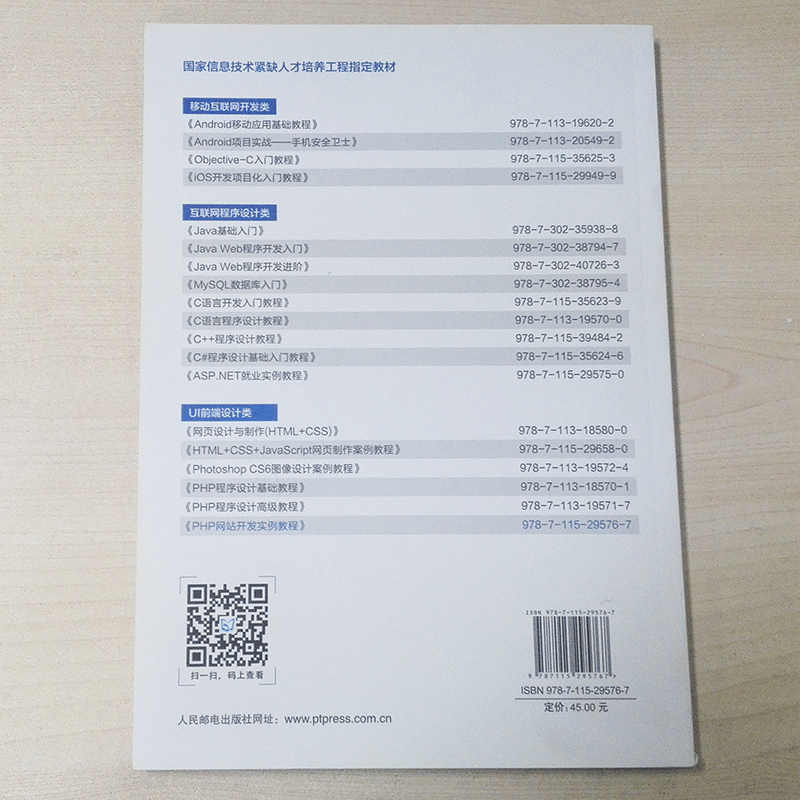 国家信息技术紧缺人才培养工程指定教材
移动互联网开发类
《Android移动应用基础教程》 978-7-113-19620-2
《Android项目实战——手机安全卫士》 978-7-113-20549-2
《Objective-C入门教程》 978-7-115-35625-3
《iOS开发项目化入门教程》 978-7-115-29949-9
互联网程序设计类
《Java基础入门》 978-7-302-35938-8
《Java Web程序开发入门》 978-7-302-38794-7
《Java Web程序开发进阶》 978-7-302-40726-3
《MySQL数据库入门》 978-7-302-38795-4
《C语言开发入门教程》 978-7-115-35623-9
《C语言程序设计教程》 978-7-113-19570-0
《C++程序设计教程》 978-7-115-39484-2
《C#程序设计基础入门教程》 978-7-115-35624-6
《ASP.NET就业实例教程》 978-7-115-29575-0
UI前端设计类
《网页设计与制作(HTML+CSS)》 978-7-113-18580-0
《HTML+CSS+JavaScript网页制作案例教程》 978-7-115-29658-0
《Photoshop CS6图像设计案例教程》 978-7-113-19572-4
《PHP程序设计基础教程》 978-7-113-18570-1
《PHP程序设计高级教程》 978-7-113-19571-7
《PHP网站开发实例教程》 978-7-115-29576-7
扫一扫，码上查看
人民邮电出版社网址：www.ptpress.com.cn
ISBN 978-7-115-29576-7
9 787115 295767 >
ISBN 978-7-115-29576-7
定价：45.00 元